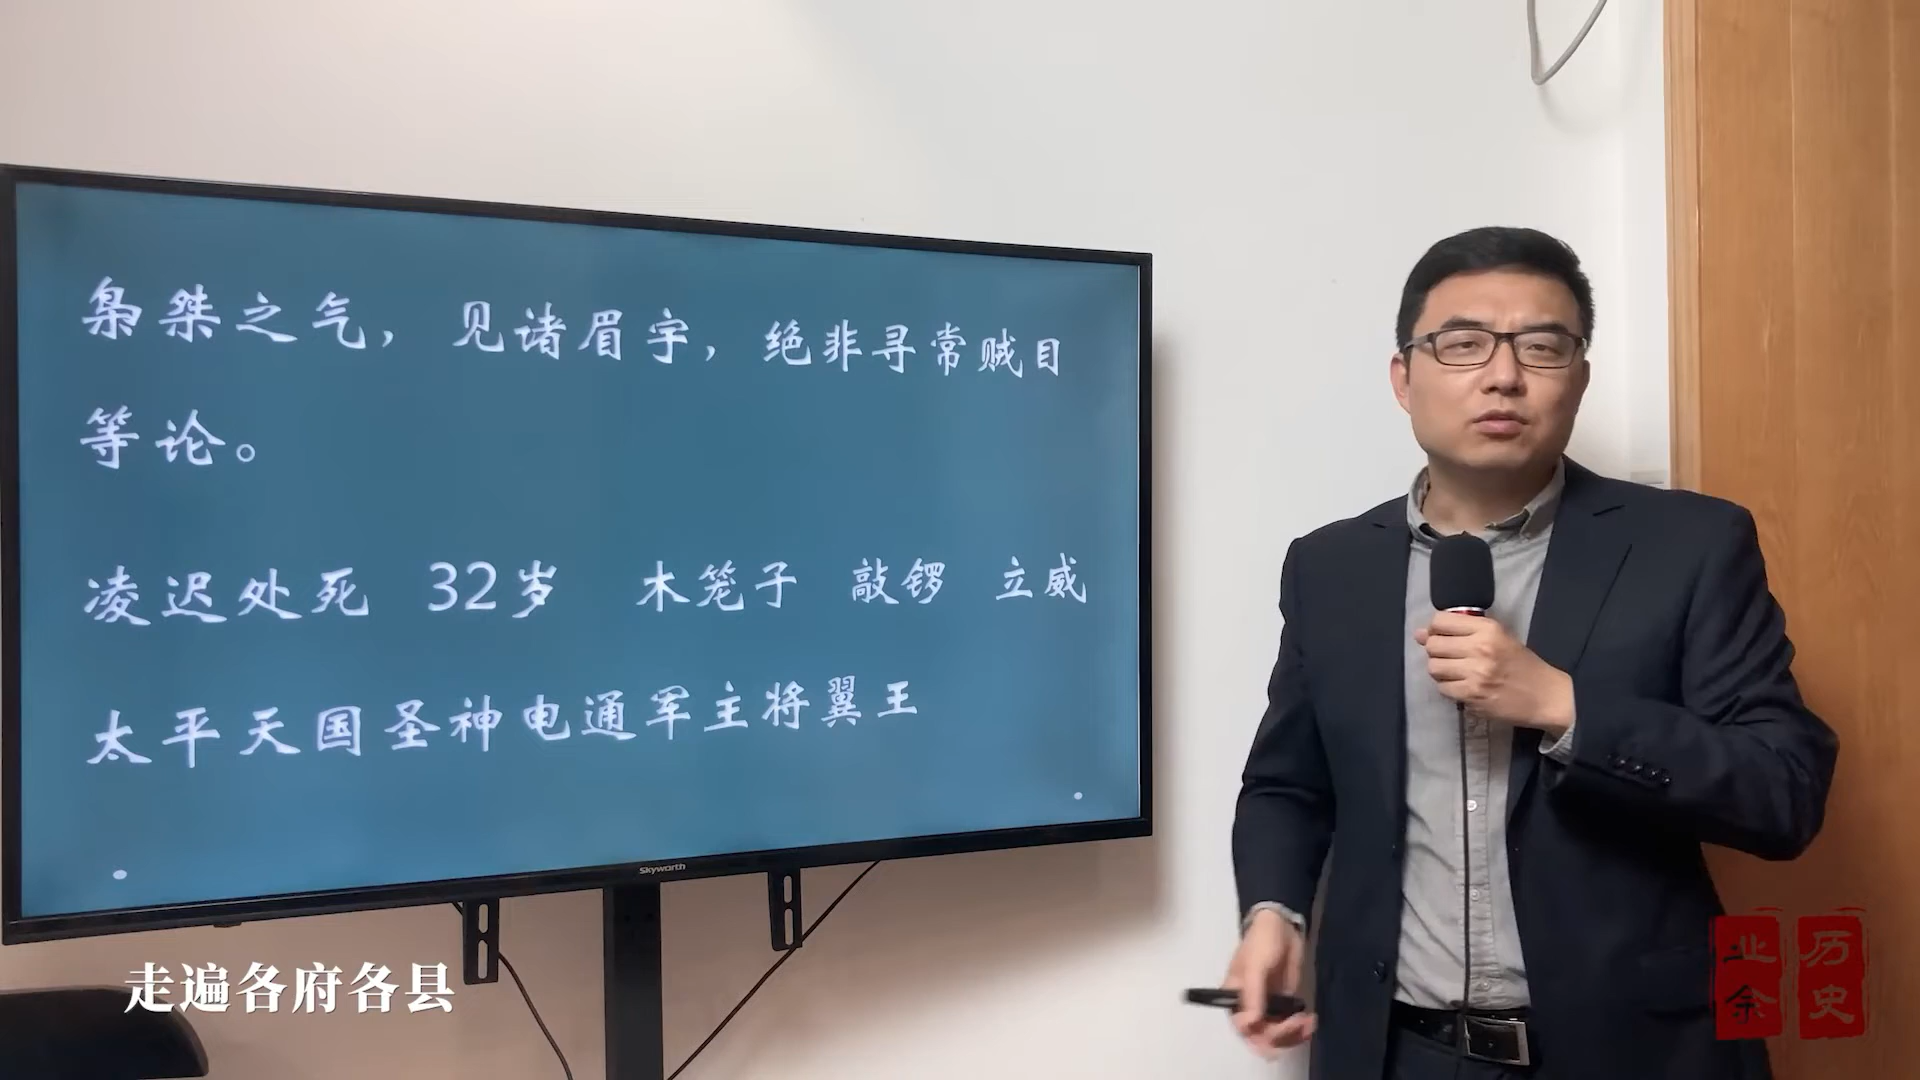 枭桀之气，见诸眉宇，绝非寻常贼目
等论。
凌迟处死 32岁 木笼子 敲锣 立威
太平天国圣神电通军主将翼王
Skyworth
走遍各府各县
业余
历史